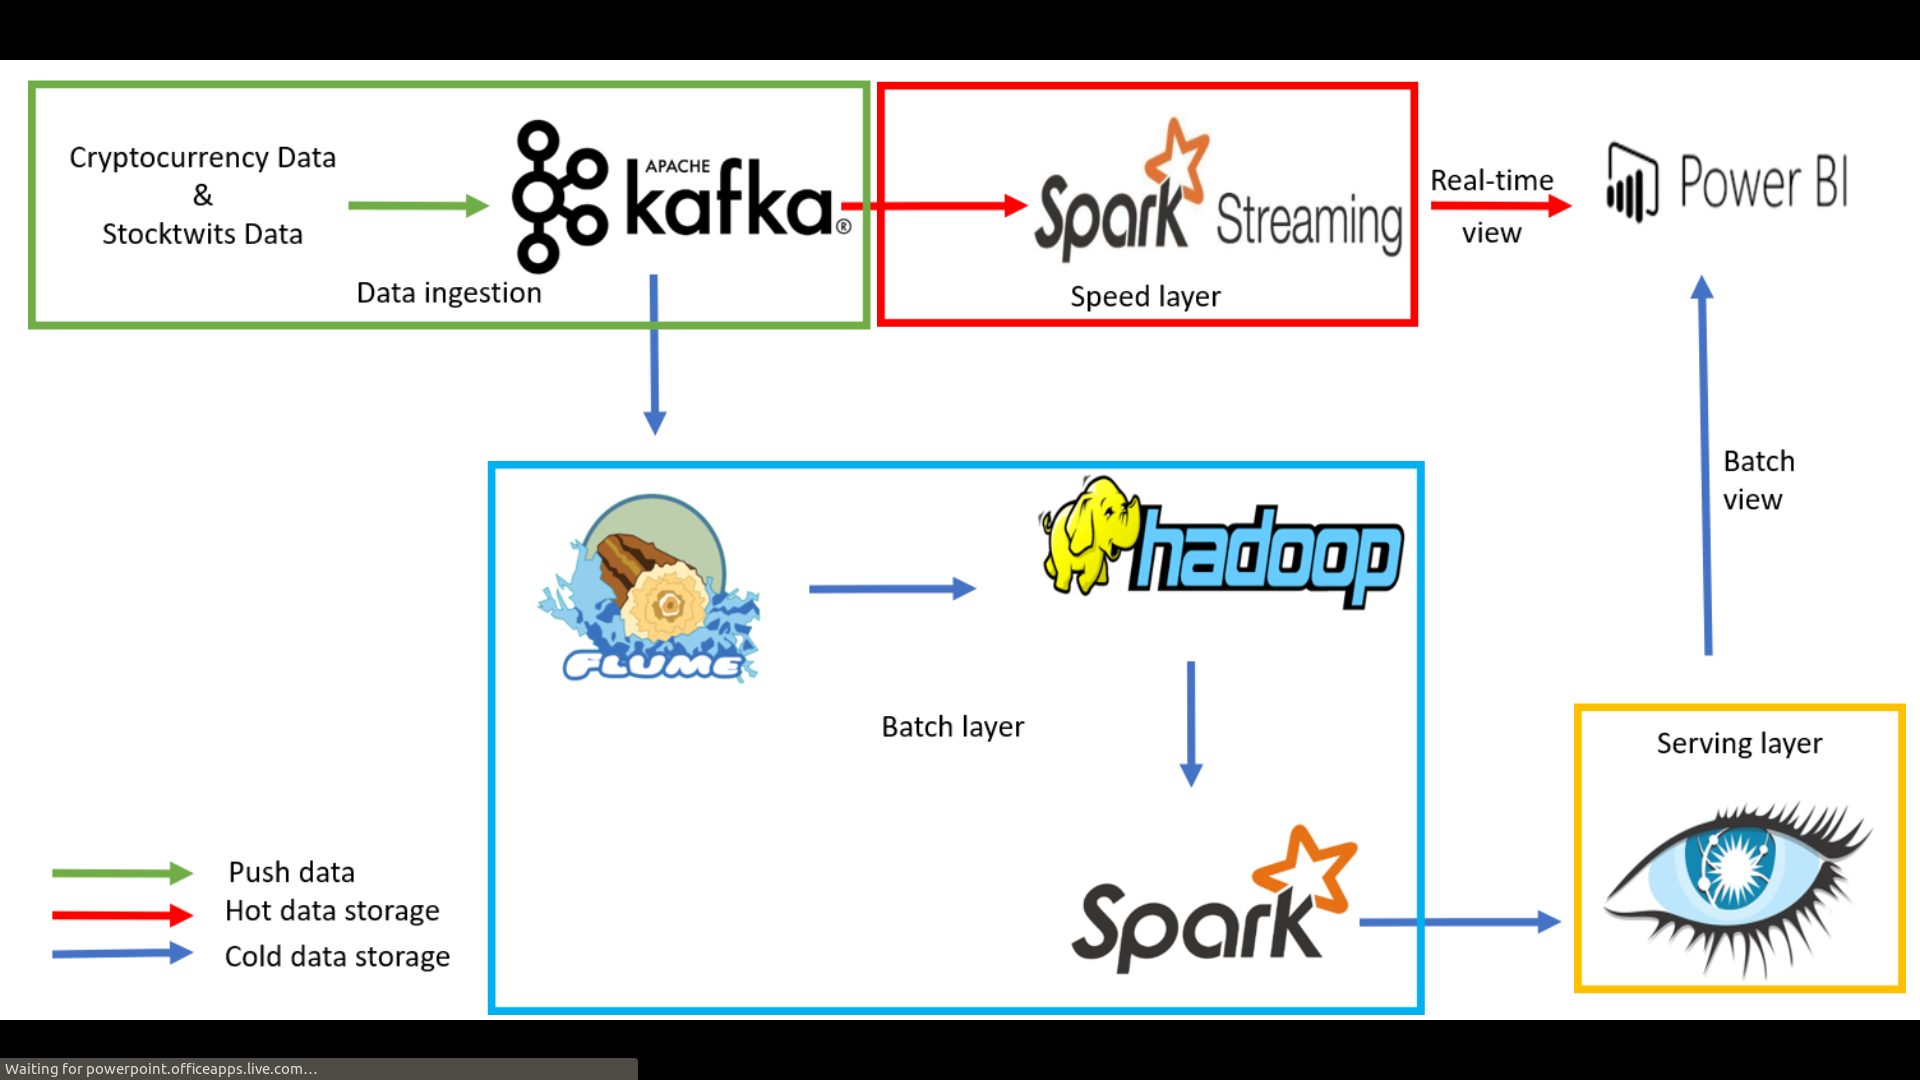 Cryptocurrency Data
&
Stocktwits Data
Data ingestion
APACHE
kafka®
Spark Streaming
Speed layer
Real-time
view
Power BI
Batch
view
FLUME
hadoop
Batch layer
Spark
Serving layer
Push data
Hot data storage
Cold data storage
Waiting for powerpoint.officeapps.live.com...